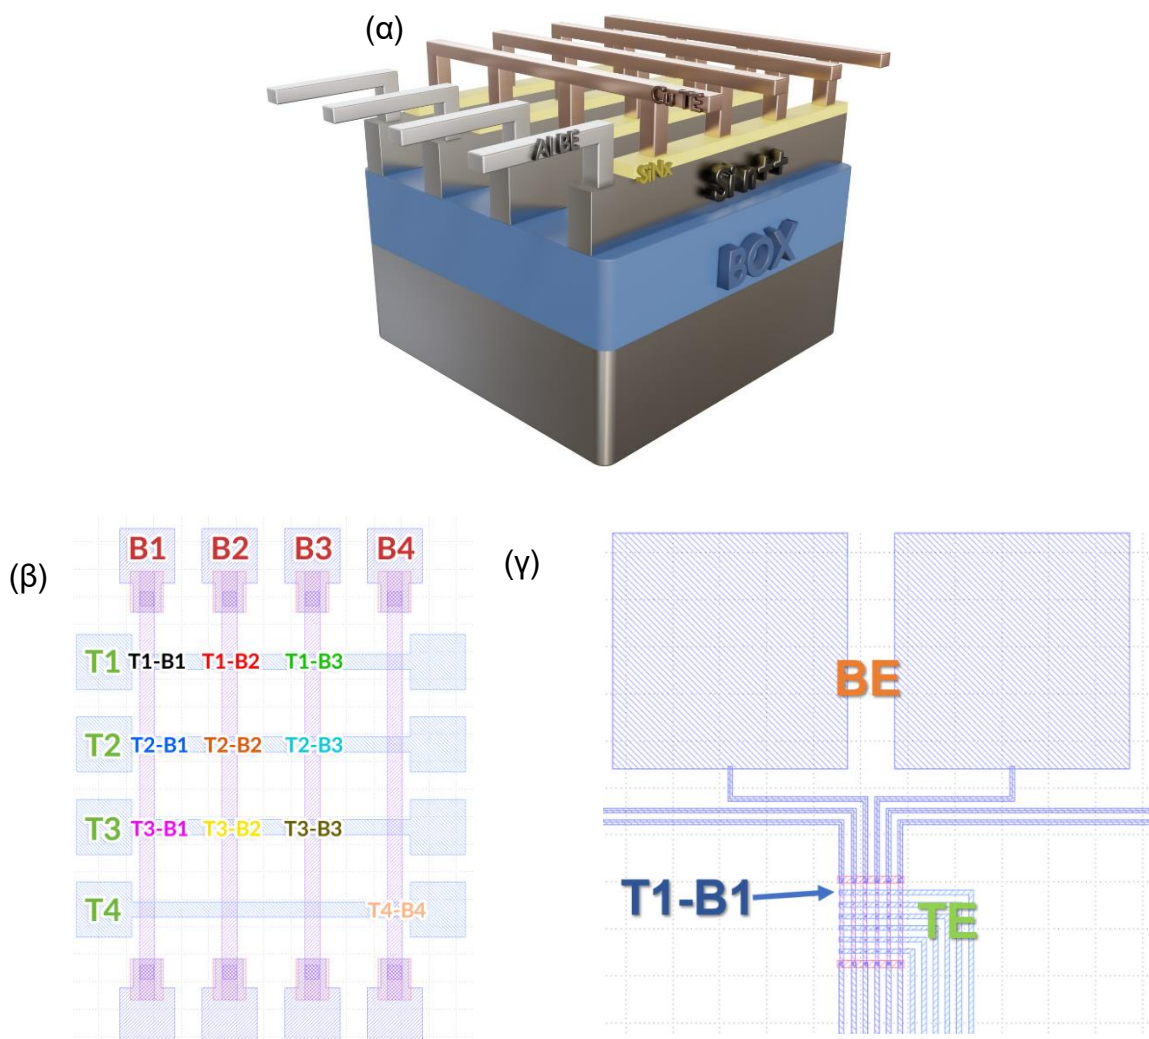 (α)
Cu TE
Al BE
SiNx
Si n++
BOX
(β)
B1 B2 B3 B4
T1 T1-B1 T1-B2 T1-B3
T2 T2-B1 T2-B2 T2-B3
T3 T3-B1 T3-B2 T3-B3
T4 T4-B4
(γ)
BE
T1-B1
TE